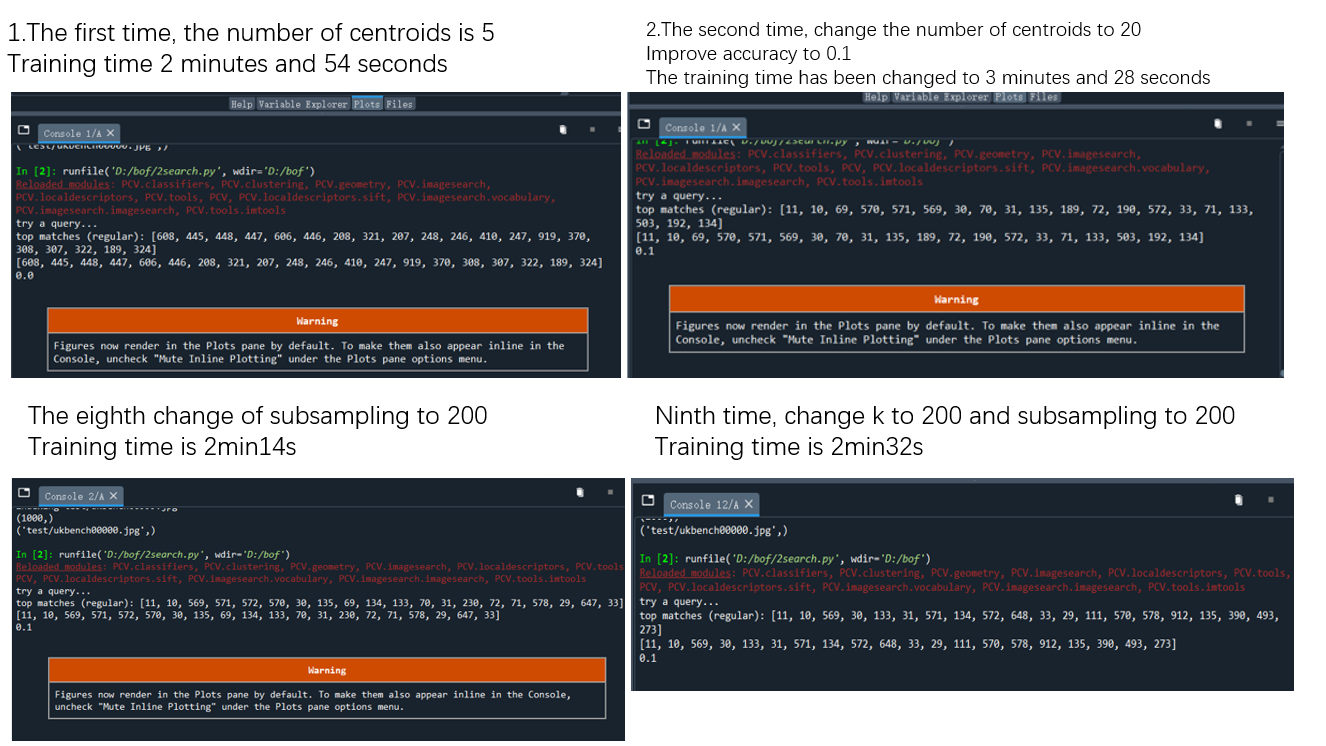 1.The first time, the number of centroids is 5
Training time 2 minutes and 54 seconds
Help Variable Explorer Plots Files
Console 1/A
('test/ukbench00000.jpg',)
In [2]: runfile('D:/bof/2search.py', wdir='D:/bof')
Reloaded modules: PCV.classifiers, PCV.clustering, PCV.geometry, PCV.imagesearch,
PCV.localdescriptors, PCV.tools, PCV, PCV.localdescriptors.sift, PCV.imagesearch.vocabulary,
PCV.imagesearch.imagesearch, PCV.tools.imtools
try a query...
top matches (regular): [608, 445, 448, 447, 606, 446, 208, 321, 207, 248, 246, 410, 247, 919, 370,
308, 307, 322, 189, 324]
[608, 445, 448, 447, 606, 446, 208, 321, 207, 248, 246, 410, 247, 919, 370, 308, 307, 322, 189, 324]
0.0
Warning
Figures now render in the Plots pane by default. To make them also appear inline in the
Console, uncheck "Mute Inline Plotting" under the Plots pane options menu.
2.The second time, change the number of centroids to 20
Improve accuracy to 0.1
The training time has been changed to 3 minutes and 28 seconds
Help Variable Explorer Plots Files
Console 1/A
In [2]: runfile('D:/bof/2search.py', wdir='D:/bof')
Reloaded modules: PCV.classifiers, PCV.clustering, PCV.geometry, PCV.imagesearch,
PCV.localdescriptors, PCV.tools, PCV, PCV.localdescriptors.sift, PCV.imagesearch.vocabulary,
PCV.imagesearch.imagesearch, PCV.tools.imtools
try a query...
top matches (regular): [11, 10, 69, 570, 571, 569, 30, 70, 31, 135, 189, 72, 190, 572, 33, 71, 133,
503, 192, 134]
[11, 10, 69, 570, 571, 569, 30, 70, 31, 135, 189, 72, 190, 572, 33, 71, 133, 503, 192, 134]
0.1
Warning
Figures now render in the Plots pane by default. To make them also appear inline in the
Console, uncheck "Mute Inline Plotting" under the Plots pane options menu.
The eighth change of subsampling to 200
Training time is 2min14s
Console 2/A
(1000,)
('test/ukbench00000.jpg',)
In [2]: runfile('D:/bof/2search.py', wdir='D:/bof')
Reloaded modules: PCV.classifiers, PCV.clustering, PCV.geometry, PCV.imagesearch, PCV.localdescriptors, PCV.tools
PCV, PCV.localdescriptors.sift, PCV.imagesearch.vocabulary, PCV.imagesearch.imagesearch, PCV.tools.imtools
try a query...
top matches (regular): [11, 10, 569, 571, 572, 570, 30, 135, 69, 134, 133, 70, 31, 230, 72, 71, 578, 29, 647, 33]
[11, 10, 569, 571, 572, 570, 30, 135, 69, 134, 133, 70, 31, 230, 72, 71, 578, 29, 647, 33]
0.1
Warning
Figures now render in the Plots pane by default. To make them also appear inline in the Console,
uncheck "Mute Inline Plotting" under the Plots pane options menu.
Ninth time, change k to 200 and subsampling to 200
Training time is 2min32s
Console 12/A
('test/ukbench00000.jpg',)
In [2]: runfile('D:/bof/2search.py', wdir='D:/bof')
Reloaded modules: PCV.classifiers, PCV.clustering, PCV.geometry, PCV.imagesearch, PCV.localdescriptors, PCV.tools,
PCV, PCV.localdescriptors.sift, PCV.imagesearch.vocabulary, PCV.imagesearch.imagesearch, PCV.tools.imtools
try a query...
top matches (regular): [11, 10, 569, 30, 133, 31, 571, 134, 572, 648, 33, 29, 111, 570, 578, 912, 135, 390, 493,
273]
[11, 10, 569, 30, 133, 31, 571, 134, 572, 648, 33, 29, 111, 570, 578, 912, 135, 390, 493, 273]
0.1